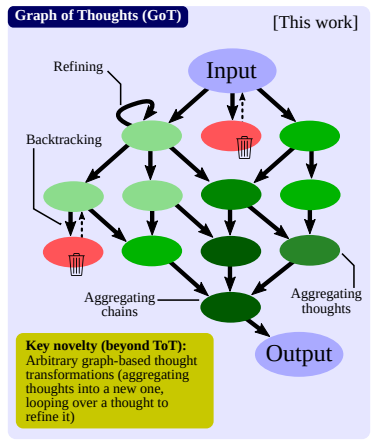 Graph of Thoughts (GoT)
[This work]
Refining
Input
Backtracking
Aggregating
chains
Aggregating
thoughts
Key novelty (beyond ToT):
Arbitrary graph-based thought
transformations (aggregating
thoughts into a new one,
looping over a thought to
refine it)
Output